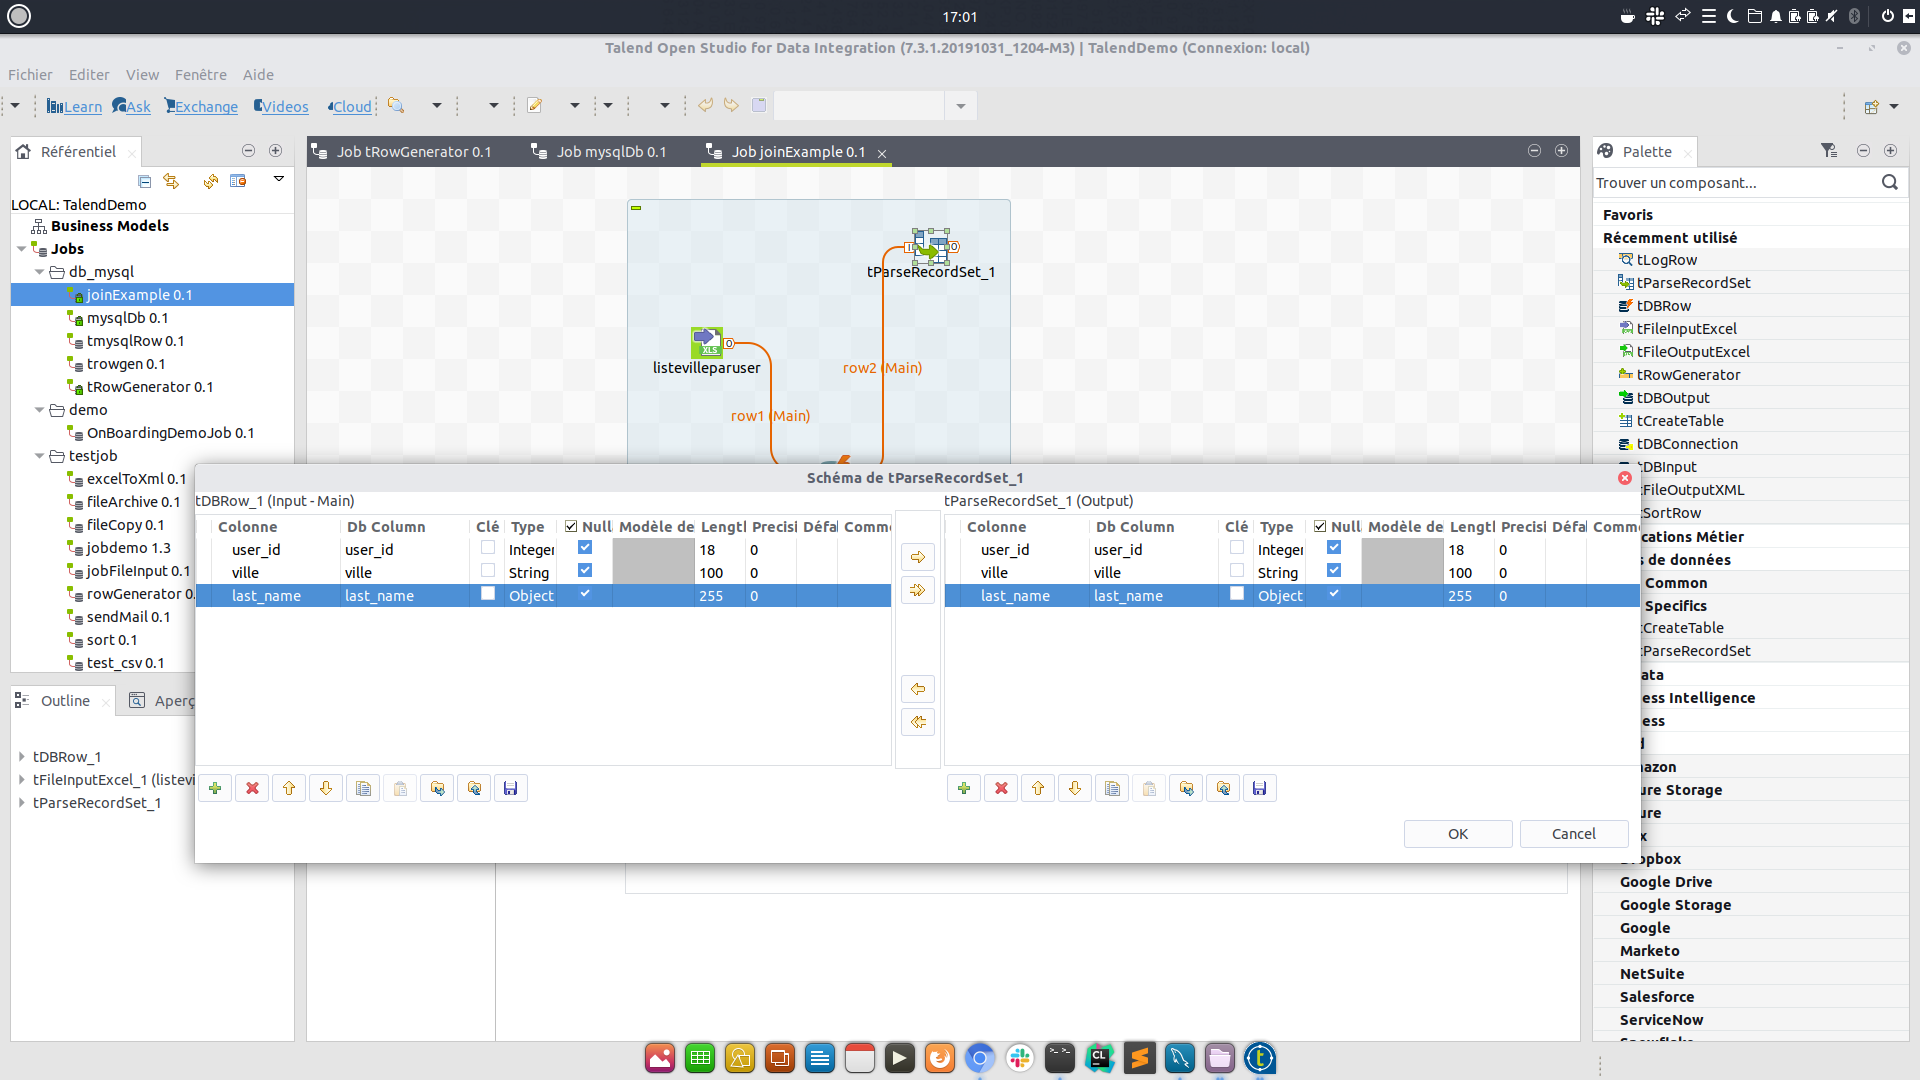 17:01
Talend Open Studio for Data Integration (7.3.1.20191031_1204-M3) | TalendDemo (Connexion: local)
Fichier Editer View Fenêtre Aide
Learn Ask Exchange Videos Cloud
Référentiel
LOCAL: TalendDemo
Business Models
Jobs
db_mysql
joinExample 0.1
mysqlDb 0.1
tmysqlRow 0.1
trowgen 0.1
tRowGenerator 0.1
demo
OnBoardingDemoJob 0.1
testjob
excelToXml 0.1
fileArchive 0.1
fileCopy 0.1
jobdemo 1.3
jobFileInput 0.1
rowGenerator 0.
sendMail 0.1
sort 0.1
test_csv 0.1
Outline
Aperç
tDBRow_1
tFileInputExcel_1 (listevi
tParseRecordSet_1
Job tRowGenerator 0.1
Job mysqlDb 0.1
Job joinExample 0.1
tParseRecordSet_1
XLS
listevilleparuser
row2 (Main)
row1 (Main)
Schéma de tParseRecordSet_1
tDBRow_1 (Input - Main)
Colonne Db Column Clé Type Null Modèle de Lengtl Precisi Défa Comme
user_id user_id Integer 18 0
ville ville String 100 0
last_name last_name Object 255 0
tParseRecordSet_1 (Output)
Colonne Db Column Clé Type Null Modèle de Lengtl Precisi Défa Comme
user_id user_id Integer 18 0
ville ville String 100 0
last_name last_name Object 255 0
OK
Cancel
Palette
Trouver un composant...
Favoris
Récemment utilisé
tLogRow
tParseRecordSet
tDBRow
tFileInputExcel
tFileOutputExcel
tRowGenerator
tDBOutput
tCreateTable
tDBConnection
tDBInput
tFileOutputXML
tSortRow
cations Métier
s de données
Common
Specifics
tCreateTable
tParseRecordSet
ata
ess Intelligence
ess
d
azon
ure Storage
ure
x
Dropbox
Google Drive
Google Storage
Google
Marketo
NetSuite
Salesforce
ServiceNow
Snowflake
CL